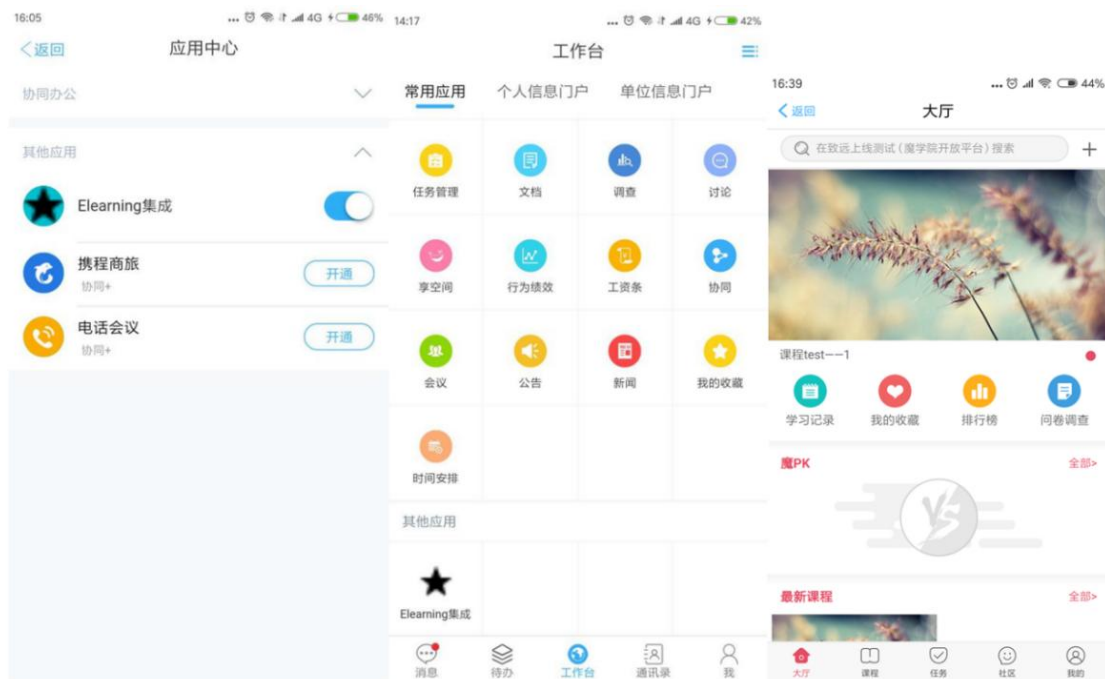 16:05
... 4G 46%
返回
应用中心
协同办公
其他应用
Elearning集成
携程商旅
协同+
开通
电话会议
协同+
开通
14:17
... 4G 42%
工作台
常用应用 个人信息门户 单位信息门户
任务管理 文档 调查 讨论
享空间 行为绩效 工资条 协同
会议 公告 新闻 我的收藏
时间安排
其他应用
Elearning集成
消息 待办 工作台 通讯录 我
16:39
... 44%
返回
大厅
在致远上线测试(魔学院开放平台)搜索
课程test——1
学习记录 我的收藏 排行榜 问卷调查
魔PK 全部>
VS
最新课程 全部>
大厅 课程 任务 社区 我的